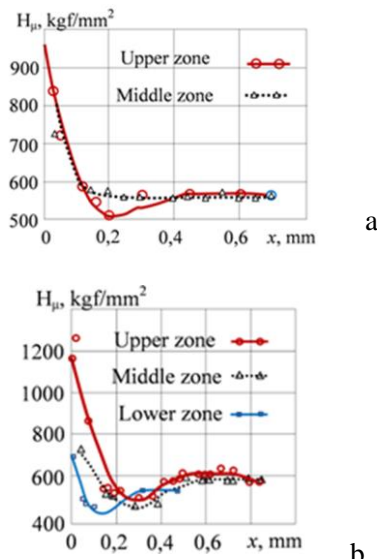 Hμ, kgf/mm²
900
800
700
600
500
Upper zone
Middle zone
0 0,2 0,4 0,6 x, mm
a
Hμ, kgf/mm²
1200
1000
800
600
400
Upper zone
Middle zone
Lower zone
0 0,2 0,4 0,6 x, mm
b